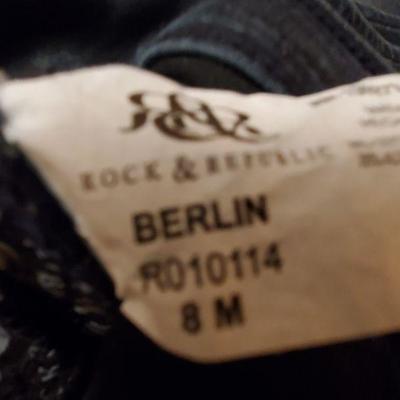 ROCK & REPUBLIC
BERLIN
R010114
8 M